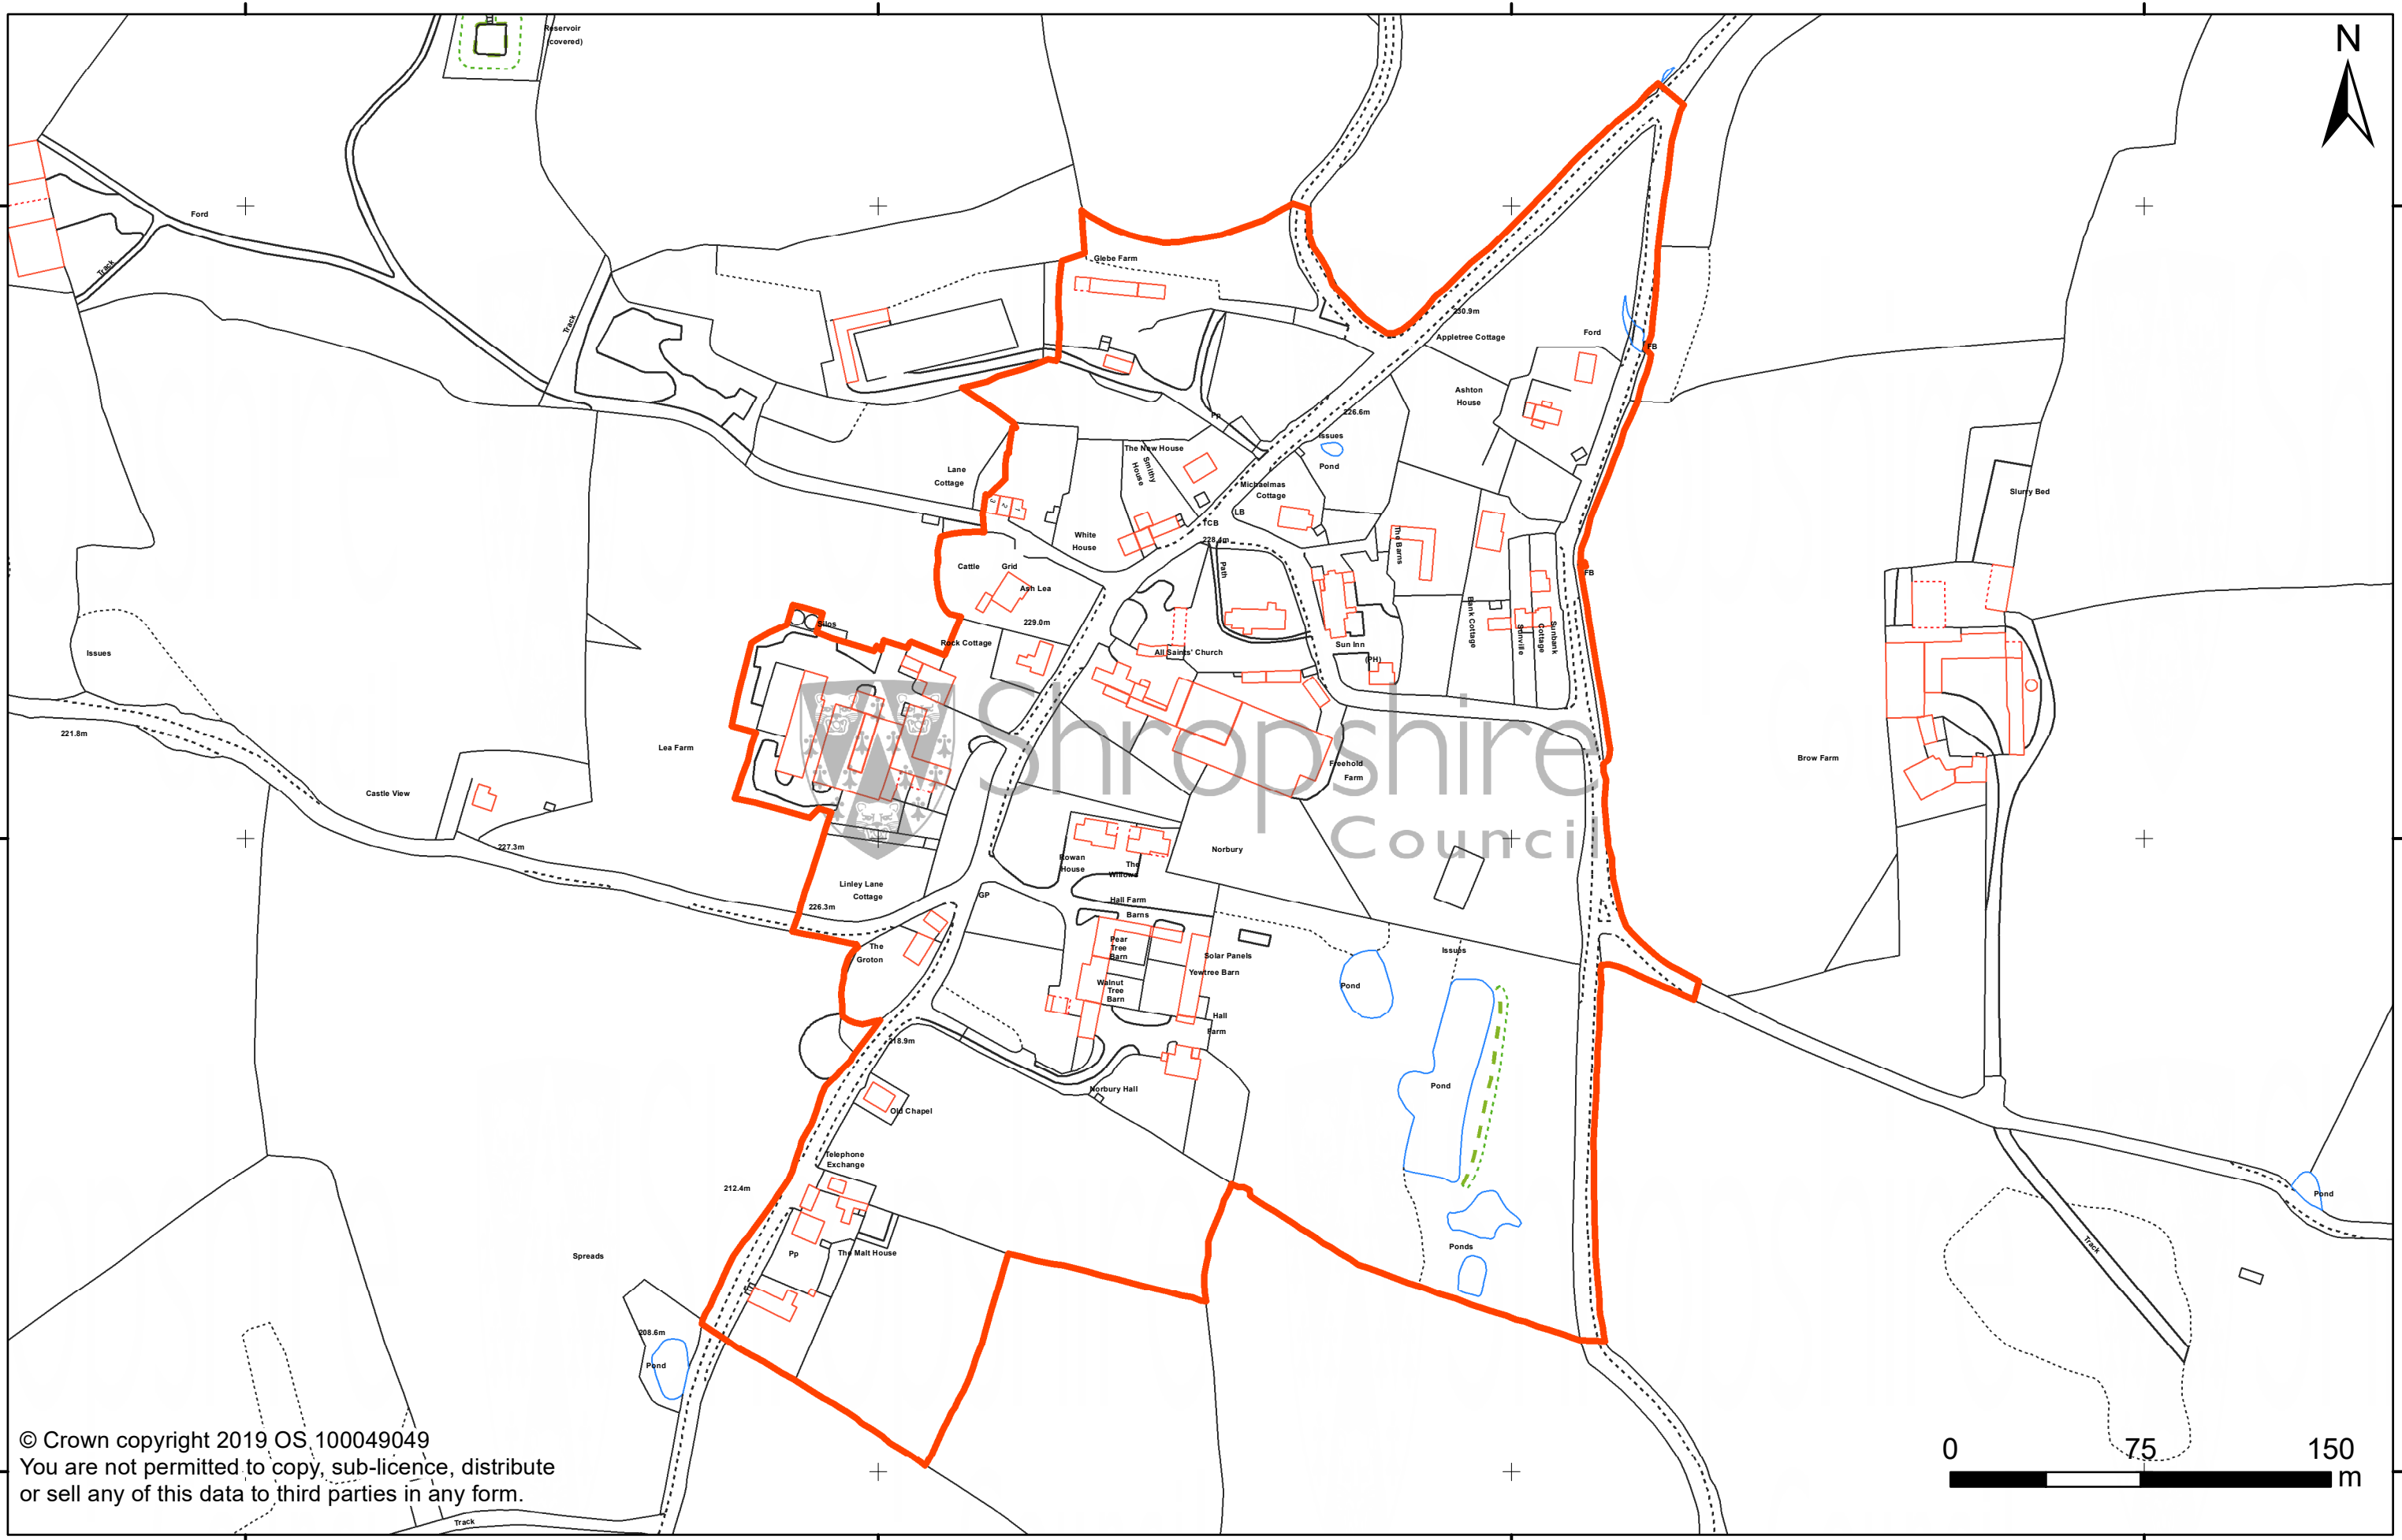 Reservoir
(covered)
N
Ford
Track
Glebe Farm
Track
230.9m
Appletree Cottage
Ford
FB
Ashton
House
226.6m
Pp
Issues
Pond
The New House
Smithy
House
Lane
Cottage
Michaelmas
Cottage
Slurry Bed
3
2
1
LB
TCB
White
House
228.4m
The Barns
Cattle Grid
Path
FB
Ash Lea
229.0m
Silos
Bank Cottage
Sunville
Sunbank
Cottage
Rock Cottage
Sun Inn
(PH)
All Saints' Church
Issues
221.8m
Lea Farm
Shropshire
Council
Freehold
Farm
Brow Farm
Castle View
227.3m
Norbury
Rowan
House
The
Willows
Linley Lane
Cottage
GP
Hall Farm
Barns
226.3m
The
Groton
Pear
Tree
Barn
Solar Panels
Yewtree Barn
Issues
Walnut
Tree
Barn
Pond
Hall
Farm
218.9m
Norbury Hall
Pond
Old Chapel
Telephone
Exchange
212.4m
Pond
Spreads
Pp
The Malt House
Ponds
Track
208.6m
Pond
© Crown copyright 2019 OS 100049049
You are not permitted to copy, sub-licence, distribute
or sell any of this data to third parties in any form.
Track
0 75 150
m